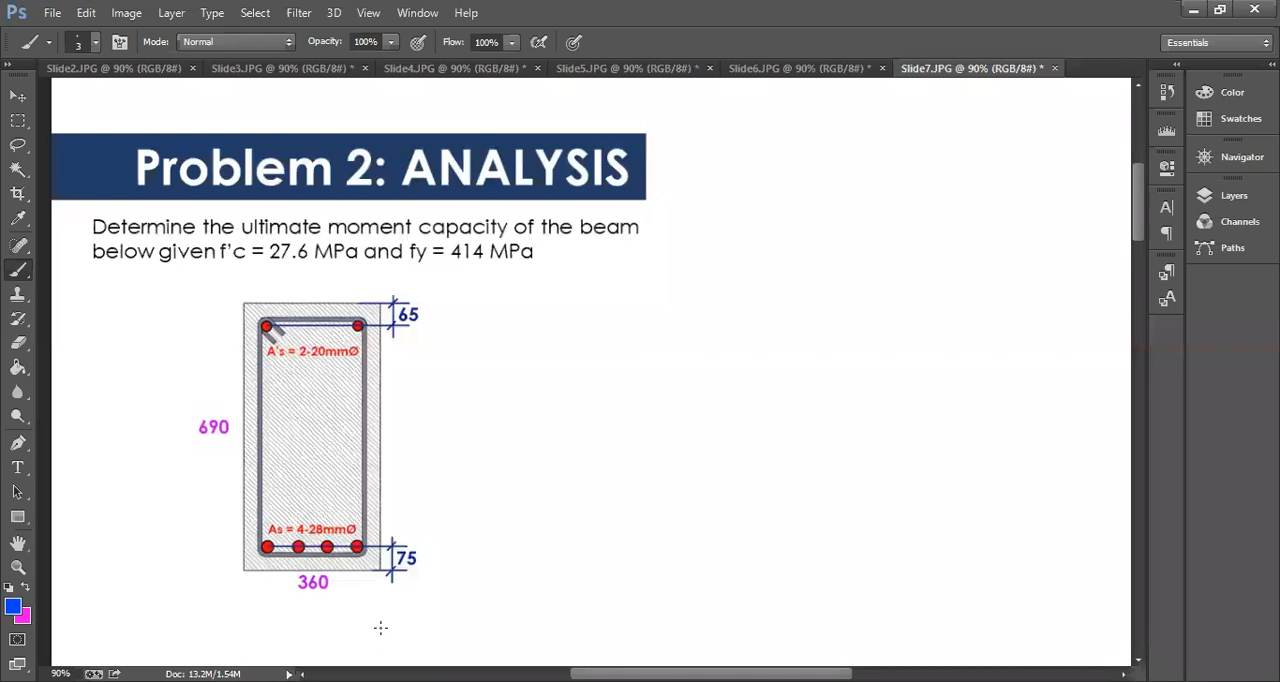 Ps File Edit Image Layer Type Select Filter 3D View Window Help
3 Mode: Normal Opacity: 100% Flow: 100% Essentials
Slide2.JPG @ 90% (RGB/8#) × Slide3.JPG @ 90% (RGB/8#) * × Slide4.JPG @ 90% (RGB/8#) * × Slide5.JPG @ 90% (RGB/8#) * × Slide6.JPG @ 90% (RGB/8#) * × Slide7.JPG @ 90% (RGB/8#) * ×
Color
Swatches
Navigator
Layers
Channels
Paths
Problem 2: ANALYSIS
Determine the ultimate moment capacity of the beam
below given f'c = 27.6 MPa and fy = 414 MPa
65
A's = 2-20mmØ
690
As = 4-28mmØ
75
360
90% Doc: 13.2M/1.54M